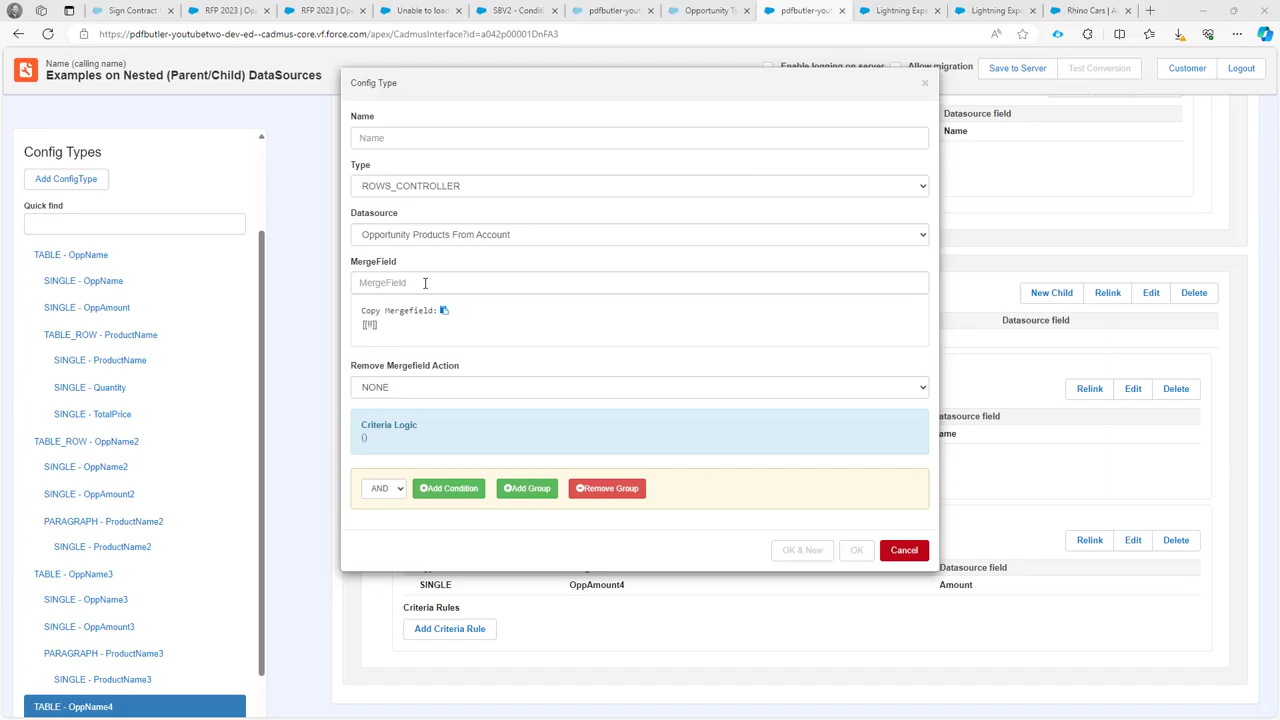 Sign Contract
RFP 2023 | Op
RFP 2023 | Op
Unable to loa
SBV2 - Condit
pdfbutler-you
Opportunity T
pdfbutler-yout
Lightning Expe
Lightning Exp
Rhino Cars | A
https://pdfbutler-youtubetwo-dev-ed--cadmus-core.vf.force.com/apex/CadmusInterface?id=a042p00001DnFA3
Name (calling name)
Examples on Nested (Parent/Child) DataSources
Enable logging on server
Allow migration
Save to Server
Test Conversion
Customer
Logout
Config Types
Add ConfigType
Quick find
TABLE - OppName
SINGLE - OppName
SINGLE - OppAmount
TABLE_ROW - ProductName
SINGLE - ProductName
SINGLE - Quantity
SINGLE - TotalPrice
TABLE_ROW - OppName2
SINGLE - OppName2
SINGLE - OppAmount2
PARAGRAPH - ProductName2
SINGLE - ProductName2
TABLE - OppName3
SINGLE - OppName3
SINGLE - OppAmount3
PARAGRAPH - ProductName3
SINGLE - ProductName3
TABLE - OppName4
Config Type
×
Name
Name
Type
ROWS_CONTROLLER
Datasource
Opportunity Products From Account
MergeField
MergeField
Copy Mergefield:
[[!!]]
Remove Mergefield Action
NONE
Criteria Logic
()
AND
Add Condition
Add Group
Remove Group
OK & New
OK
Cancel
Datasource field
Name
New Child
Relink
Edit
Delete
Datasource field
Relink
Edit
Delete
atasource field
ame
Relink
Edit
Delete
Datasource field
SINGLE
OppAmount4
Amount
Criteria Rules
Add Criteria Rule